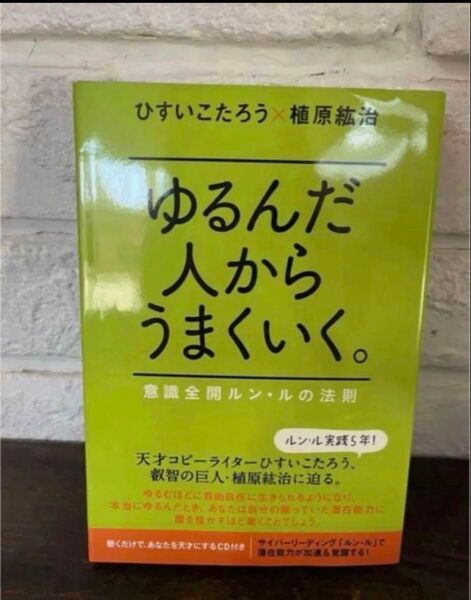 ひすいこたろう×植原紘治
ゆるんだ
人から
うまくいく。
意識全開ルン・ルの法則
ルン・ル実践5年！
天才コピーライターひすいこたろう、
叡智の巨人・植原紘治に迫る。
ゆるむほどに自由自在に生きられるようになり、
本当にゆるんだとき、あなたは自分の眠っていた潜在能力に
腰を抜かすほど驚くことでしょう。
聴くだけで、あなたを天才にするCD付き
サイバーリーディング「ルン・ル」で
潜在能力が加速&覚醒する！